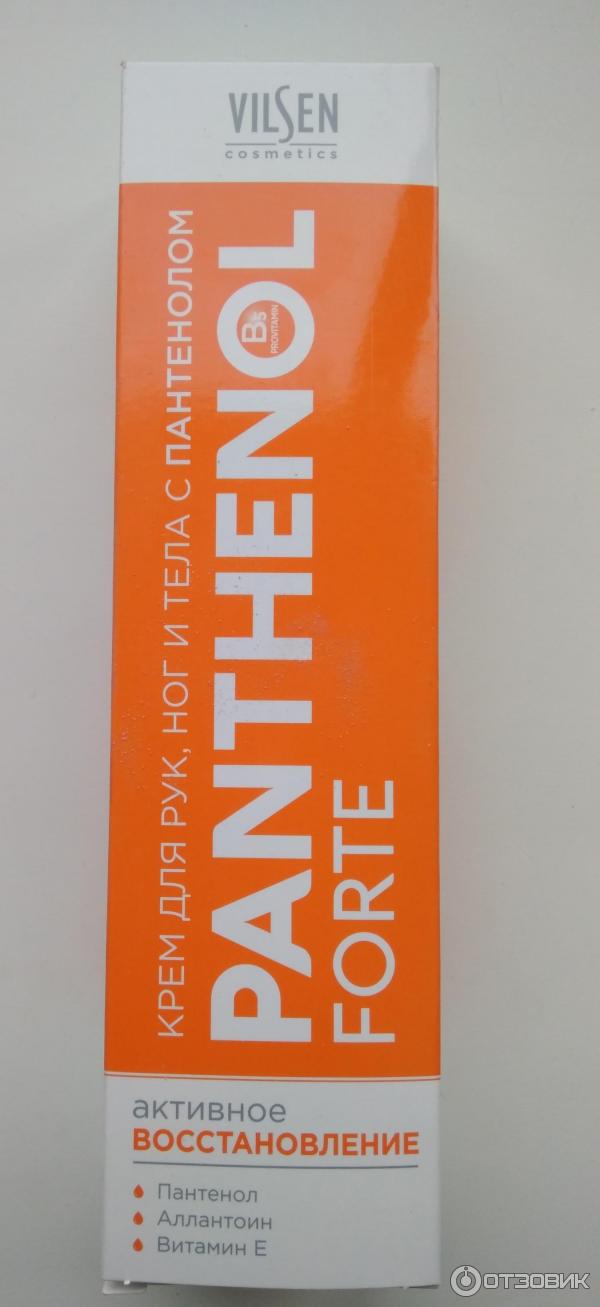 VILSEN
cosmetics
КРЕМ ДЛЯ РУК, НОГ И ТЕЛА С ПАНТЕНОЛОМ
PANTHENOL
B5
PROVITAMIN
FORTE
активное
ВОССТАНОВЛЕНИЕ
Пантенол
Аллантоин
Витамин Е
ОТЗОВИК